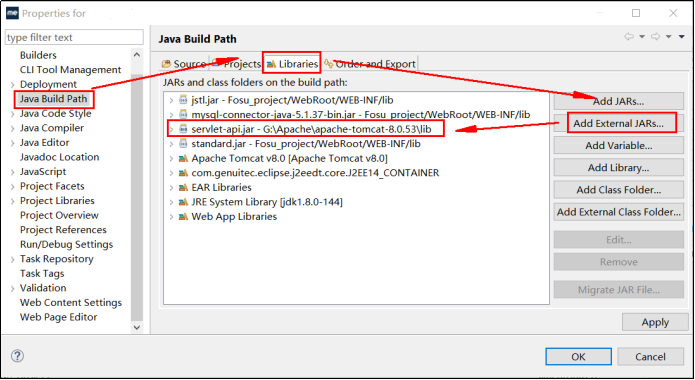 me Properties for
type filter text
Builders
CLI Tool Management
Deployment
Java Build Path
Java Code Style
Java Compiler
Java Editor
Javadoc Location
JavaScript
Project Facets
Project Libraries
Project Overview
Project References
Run/Debug Settings
Task Repository
Task Tags
Validation
Web Content Settings
Web Page Editor
Java Build Path
Source Projects Libraries Order and Export
JARs and class folders on the build path:
jstl.jar - Fosu_project/WebRoot/WEB-INF/lib
mysql-connector-java-5.1.37-bin.jar - Fosu_project/WebRoot/WEB-INF/lib
servlet-api.jar - G:\Apache\apache-tomcat-8.0.53\lib
standard.jar - Fosu_project/WebRoot/WEB-INF/lib
Apache Tomcat v8.0 [Apache Tomcat v8.0]
com.genuitec.eclipse.j2eedt.core.J2EE14_CONTAINER
EAR Libraries
JRE System Library [jdk1.8.0-144]
Web App Libraries
Add JARs...
Add External JARs...
Add Variable...
Add Library...
Add Class Folder...
Add External Class Folder...
Edit...
Remove
Migrate JAR File...
Apply
OK Cancel